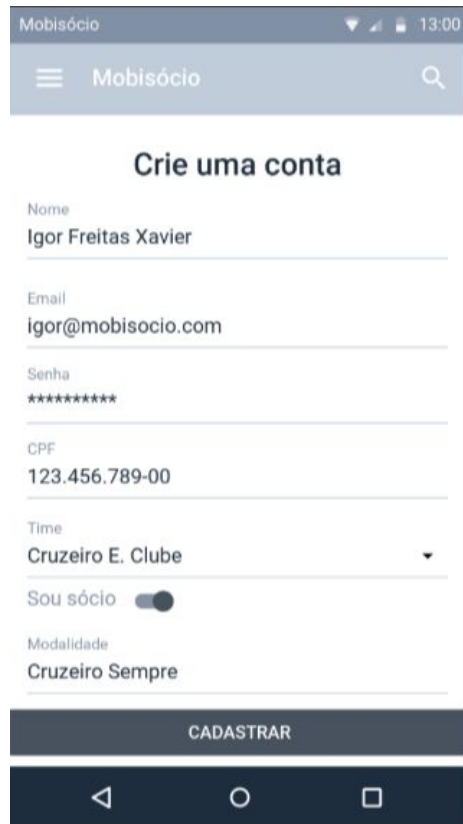 Mobisócio 13:00
Mobisócio
Crie uma conta
Nome
Igor Freitas Xavier
Email
igor@mobisocio.com
Senha
**********
CPF
123.456.789-00
Time
Cruzeiro E. Clube
Sou sócio
Modalidade
Cruzeiro Sempre
CADASTRAR